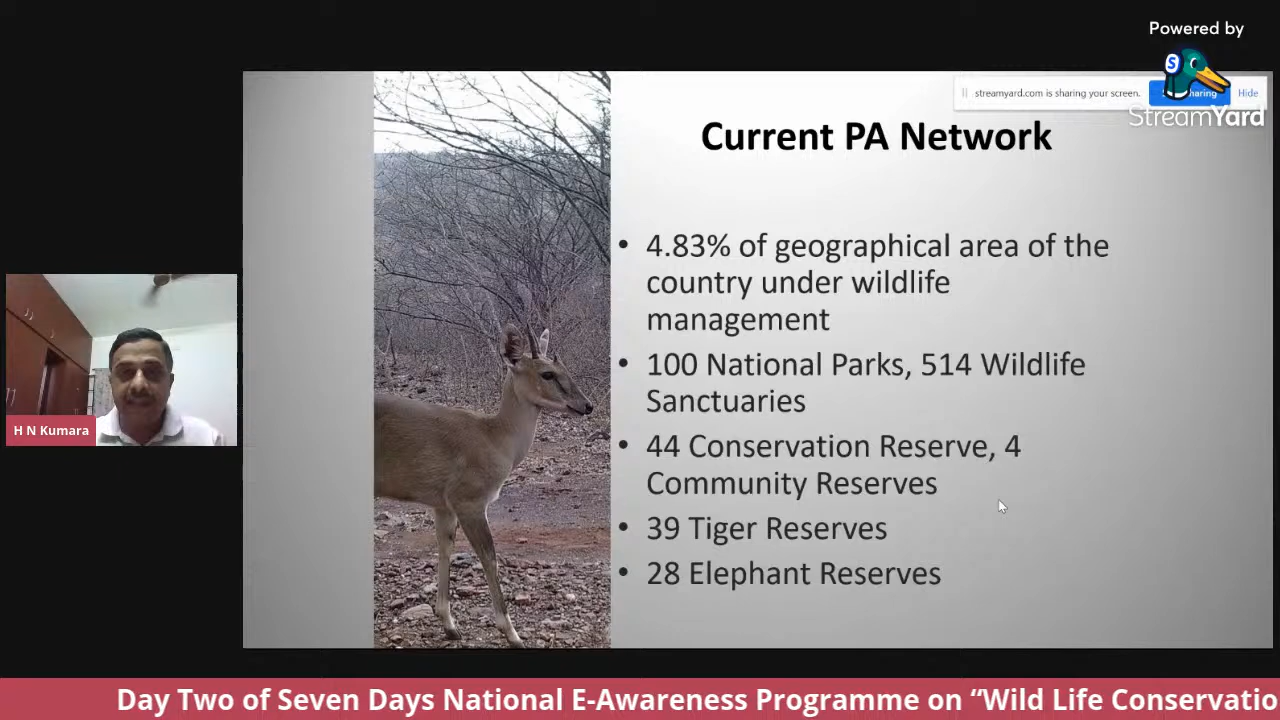 Powered by
streamyard.com is sharing your screen.
Hide
StreamYard
Current PA Network
• 4.83% of geographical area of the
country under wildlife
management
• 100 National Parks, 514 Wildlife
Sanctuaries
• 44 Conservation Reserve, 4
Community Reserves
• 39 Tiger Reserves
• 28 Elephant Reserves
H N Kumara
Day Two of Seven Days National E-Awareness Programme on “Wild Life Conservatio